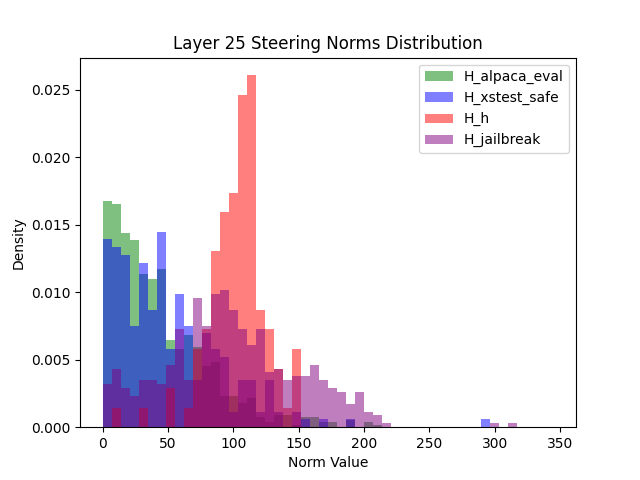 Layer 25 Steering Norms Distribution
H_alpaca_eval
H_xstest_safe
H_h
H_jailbreak
0.025
0.020
0.015
0.010
0.005
0.000
Density
0
50
100
150
200
250
300
350
Norm Value